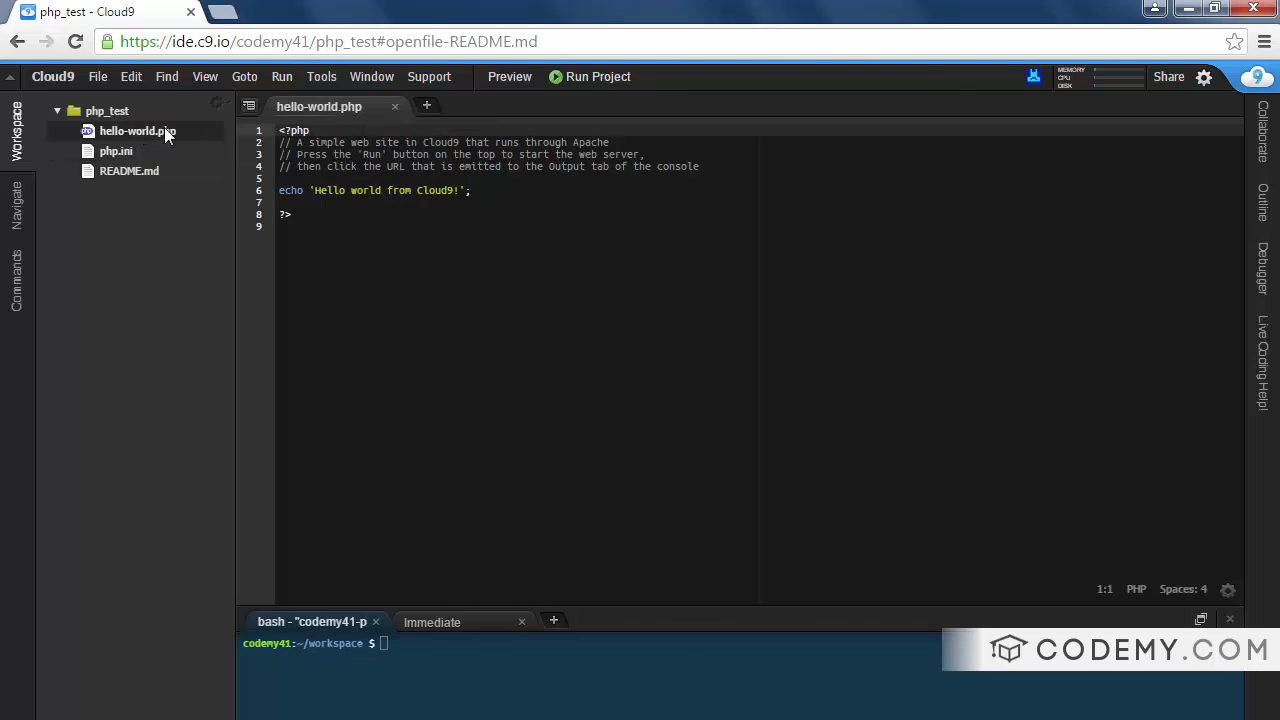 php_test - Cloud9
https://ide.c9.io/codemy41/php_test#openfile-README.md
Cloud9 File Edit Find View Goto Run Tools Window Support Preview Run Project MEMORY CPU DISK Share 9
Workspace
Navigate
Commands
php_test
hello-world.php
php.ini
README.md
hello-world.php
1 <?php
2 // A simple web site in Cloud9 that runs through Apache
3 // Press the 'Run' button on the top to start the web server,
4 // then click the URL that is emitted to the Output tab of the console
5
6 echo 'Hello world from Cloud9!';
7
8 ?>
9
1:1 PHP Spaces: 4
Collaborate
Outline
Debugger
Live Coding Help!
bash - "codemy41-p Immediate
codemy41:~/workspace $
CODEMY.COM